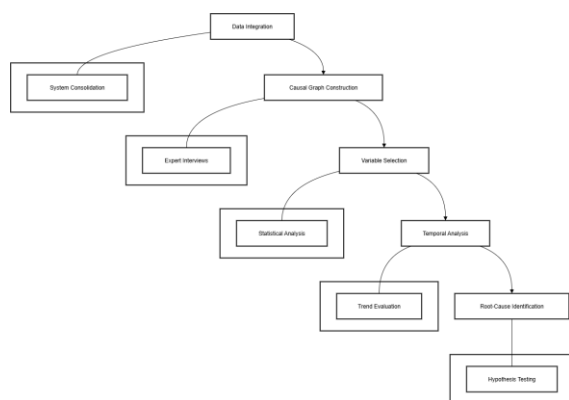 Data Integration
System Consolidation
Causal Graph Construction
Expert Interviews
Variable Selection
Statistical Analysis
Temporal Analysis
Trend Evaluation
Root-Cause Identification
Hypothesis Testing